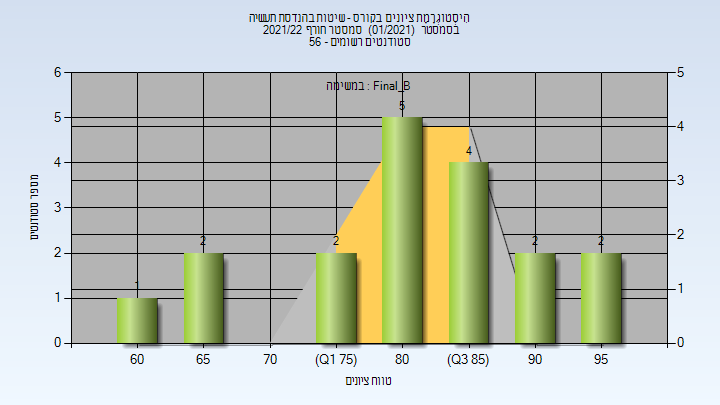 היסטוגרמת ציונים בקורס - שיטות בהנדסת תעשיה
בסמסטר (01/2021) סמסטר חורף 2021/22
56 - סטודנטים רשומים
במשימה : Final_B
6 5 4 3 2 1 0
מספר סטודנטים
5 4 3 2 1 0
1 2 2 5 4 2 2
60 65 70 (Q1 75) 80 (Q3 85) 90 95
טווח ציונים